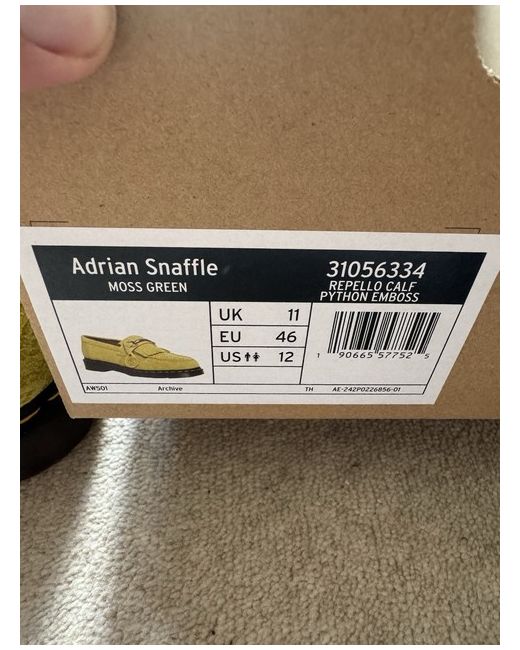 Adrian Snaffle
MOSS GREEN
31056334
REPELLO CALF
PYTHON EMBOSS
UK 11
EU 46
US 12
1 90665 57752 5
AW501 Archive TH AE-242P0226856-01